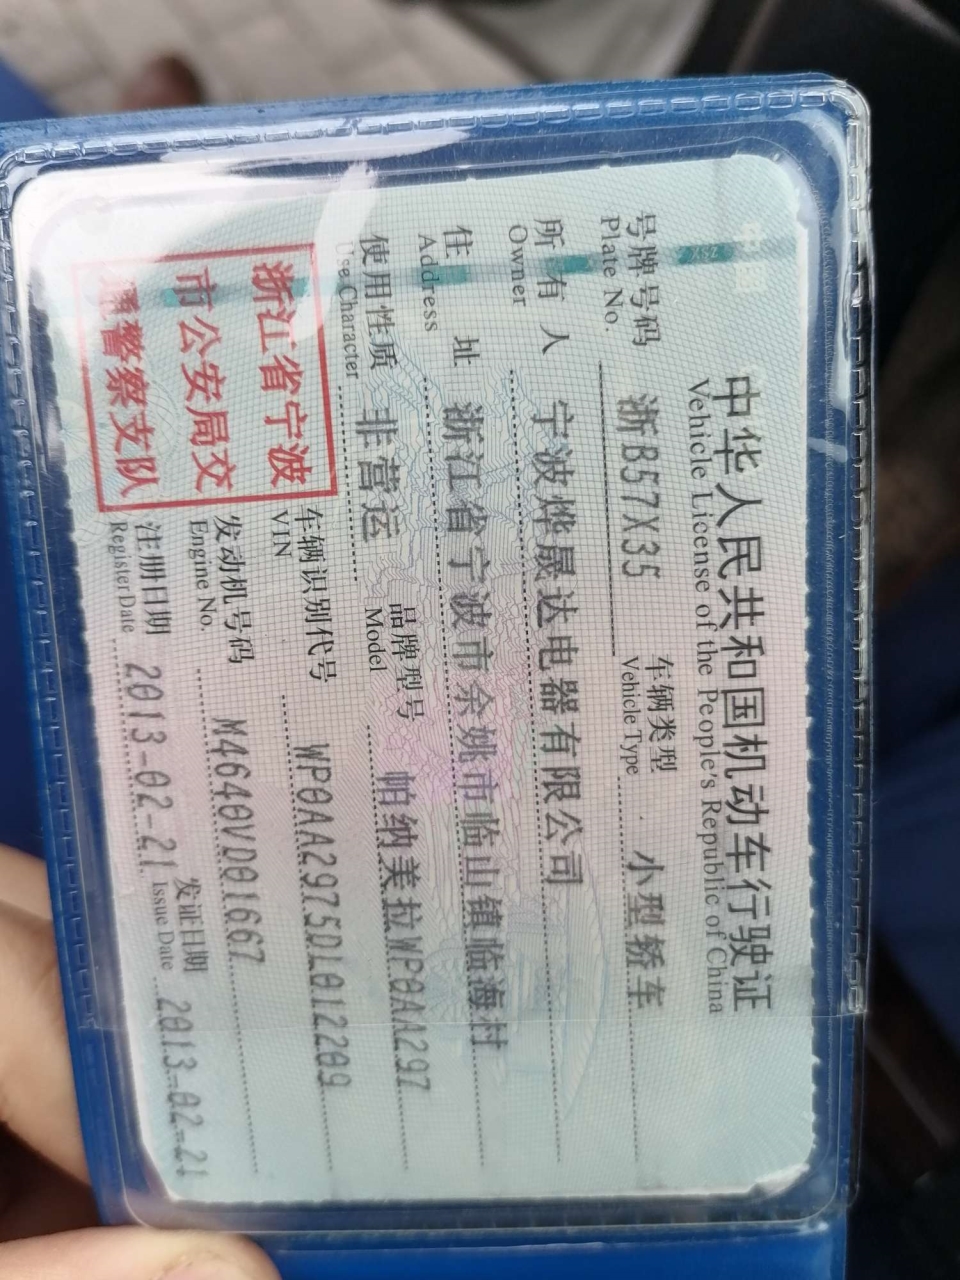 中华人民共和国机动车行驶证
Vehicle License of the People's Republic of China
号牌号码 浙B57X35 车辆类型 小型轿车
Plate No. Vehicle Type
所有人 宁波烨晟达电器有限公司
Owner
住址 浙江省宁波市余姚市临山镇临海村
Address
使用性质 非营运 品牌型号 帕纳美拉WP0AA297
Use Character Model
浙江省宁波
市公安局交
通警察支队
车辆识别代号 WP0AA2975DL012209
VIN
发动机号码 M4640VD001667
Engine No.
注册日期 2013-02-21 发证日期 2013-02-21
Register Date Issue Date